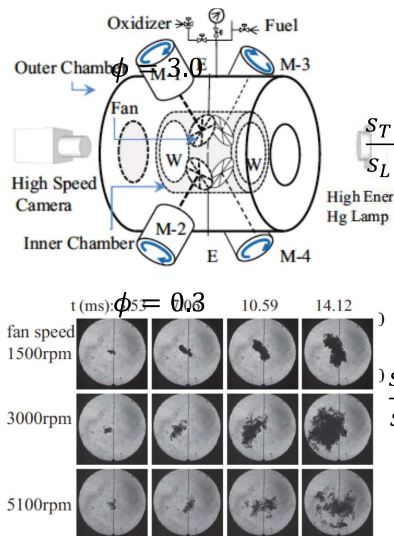 Oxidizer
Fuel
Outer Chamber
ϕ = 3.0
E
M-3
Fan
W
W
S_T
S_L
High Speed
Camera
High Ener
Hg Lamp
M-2
Inner Chamber
E
M-4
ϕ = 0.3
t (ms):
10.59
14.12
fan speed
1500rpm
3000rpm
5100rpm